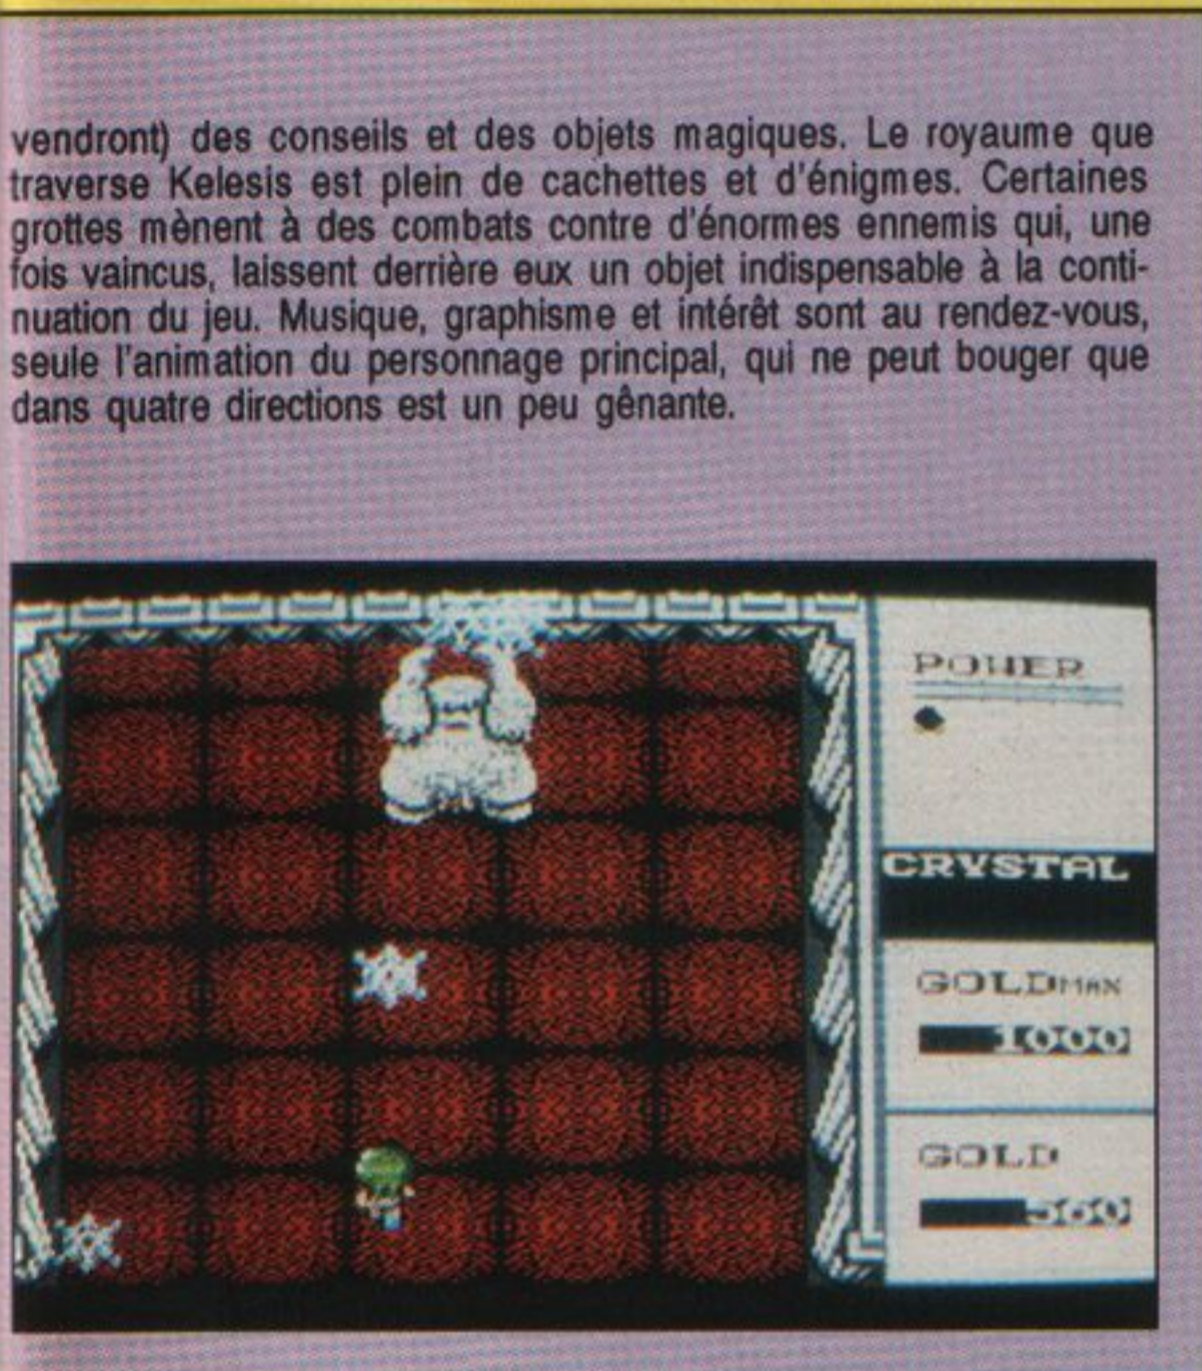 vendront) des conseils et des objets magiques. Le royaume que
traverse Kelesis est plein de cachettes et d'énigmes. Certaines
grottes mènent à des combats contre d'énormes ennemis qui, une
fois vaincus, laissent derrière eux un objet indispensable à la conti-
nuation du jeu. Musique, graphisme et intérêt sont au rendez-vous,
seule l'animation du personnage principal, qui ne peut bouger que
dans quatre directions est un peu gênante.
POWER
CRYSTAL
GOLD MAX
1000
GOLD
560